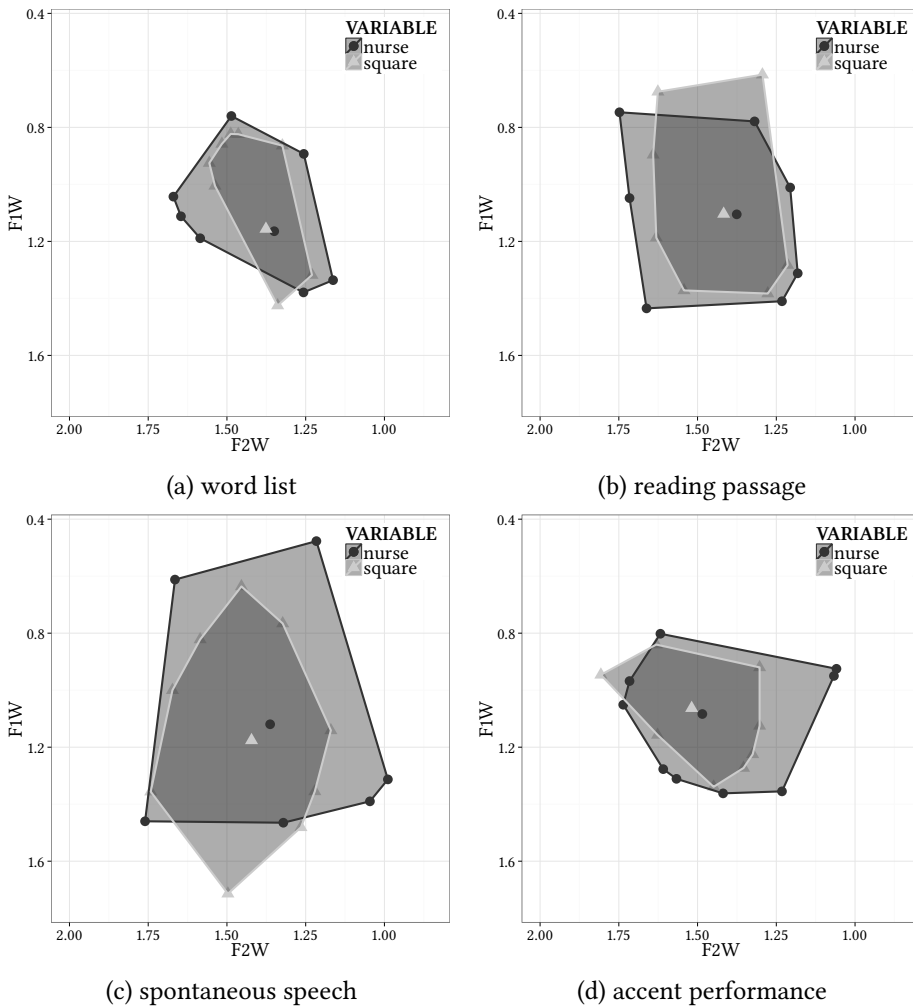 VARIABLE
nurse
square
0.4
0.8
1.2
1.6
F1W
2.00 1.75 1.50 1.25 1.00
F2W
(a) word list
VARIABLE
nurse
square
0.4
0.8
1.2
1.6
F1W
2.00 1.75 1.50 1.25 1.00
F2W
(b) reading passage
VARIABLE
nurse
square
0.4
0.8
1.2
1.6
F1W
2.00 1.75 1.50 1.25 1.00
F2W
(c) spontaneous speech
VARIABLE
nurse
square
0.4
0.8
1.2
1.6
F1W
2.00 1.75 1.50 1.25 1.00
F2W
(d) accent performance